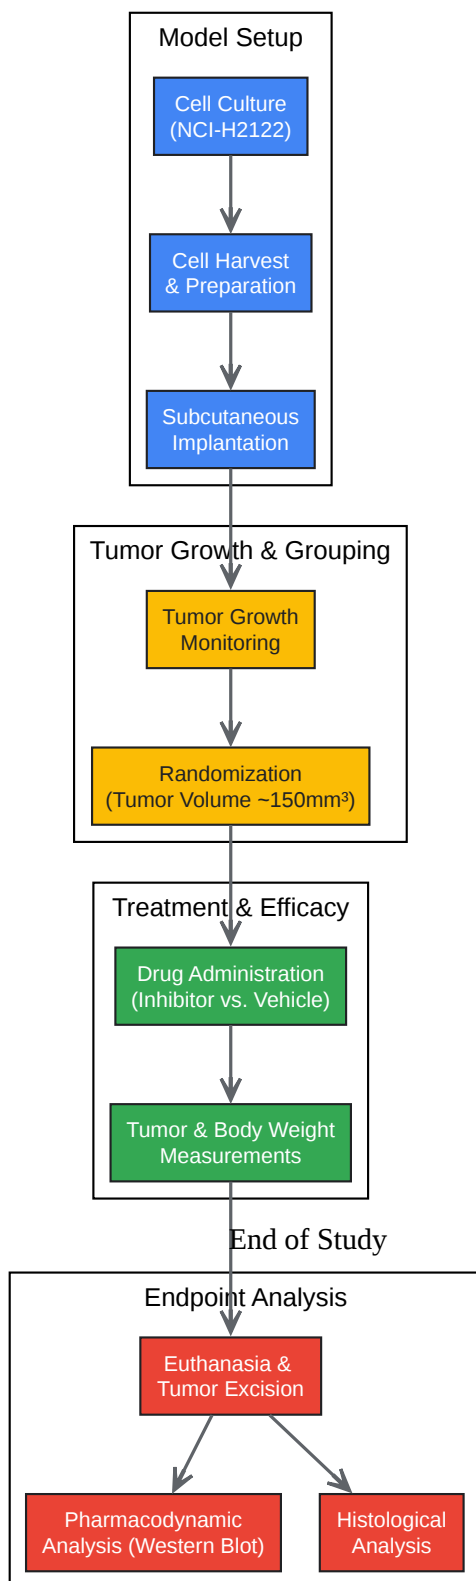 Model Setup
Cell Culture
(NCI-H2122)
Cell Harvest
& Preparation
Subcutaneous
Implantation
Tumor Growth & Grouping
Tumor Growth
Monitoring
Randomization
(Tumor Volume ~150mm³)
Treatment & Efficacy
Drug Administration
(Inhibitor vs. Vehicle)
Tumor & Body Weight
Measurements
End of Study
Endpoint Analysis
Euthanasia &
Tumor Excision
Pharmacodynamic
Analysis (Western Blot)
Histological
Analysis